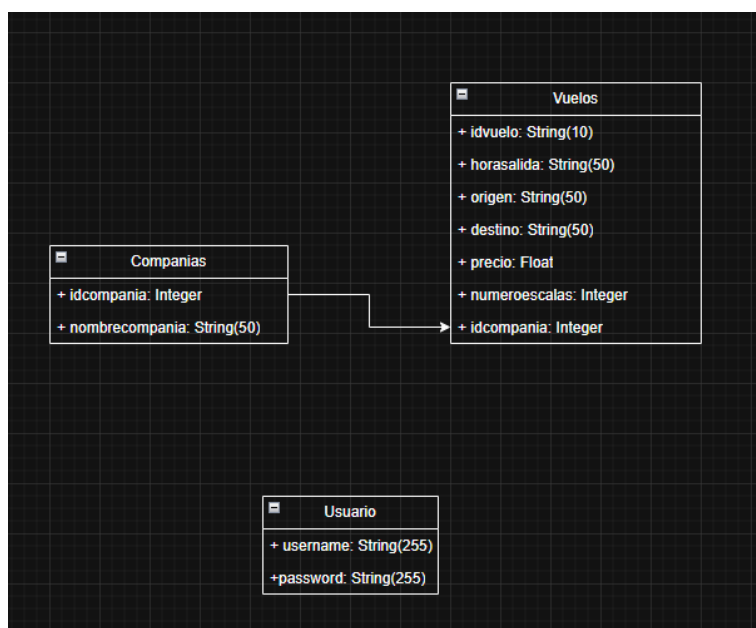 Vuelos
+ idvuelo: String(10)
+ horasalida: String(50)
+ origen: String(50)
+ destino: String(50)
+ precio: Float
+ numeroescalas: Integer
+ idcompania: Integer
Companias
+ idcompania: Integer
+ nombrecompania: String(50)
Usuario
+ username: String(255)
+password: String(255)